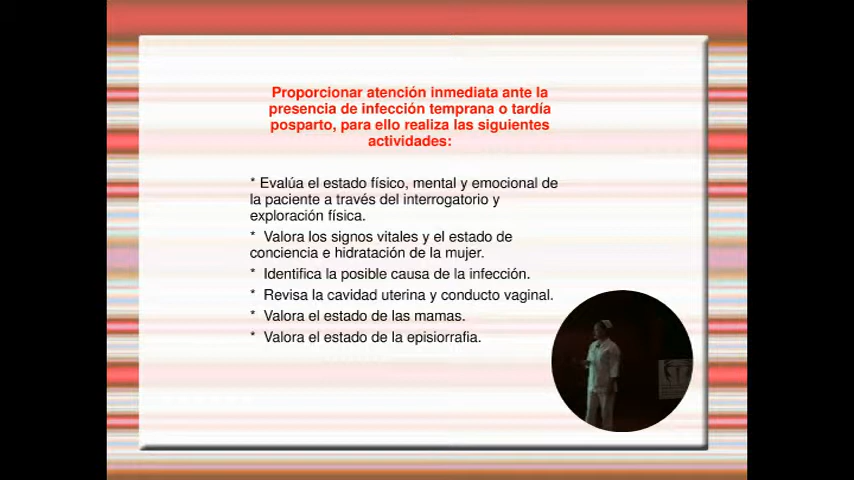 Proporcionar atención inmediata ante la
presencia de infección temprana o tardía
posparto, para ello realiza las siguientes
actividades:
* Evalúa el estado físico, mental y emocional de
la paciente a través del interrogatorio y
exploración física.
* Valora los signos vitales y el estado de
conciencia e hidratación de la mujer.
* Identifica la posible causa de la infección.
* Revisa la cavidad uterina y conducto vaginal.
* Valora el estado de las mamas.
* Valora el estado de la episiorrafia.